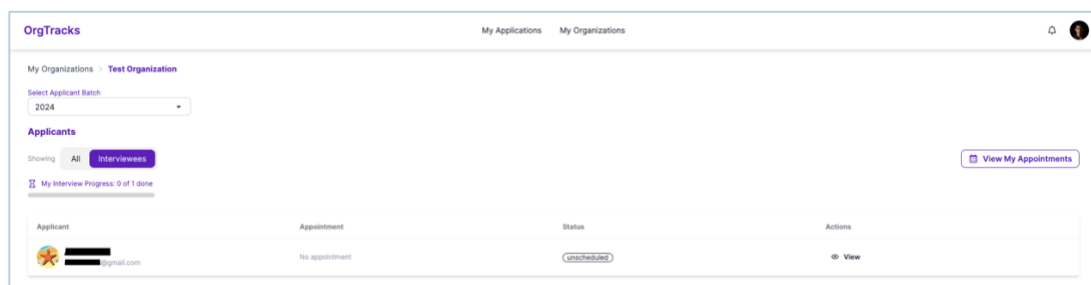 OrgTracks
My Applications My Organizations
My Organizations > Test Organization
Select Applicant Batch
2024
Applicants
Showing All Interviewees
View My Appointments
My Interview Progress: 0 of 1 done
Applicant Appointment Status Actions
@gmail.com No appointment unscheduled View